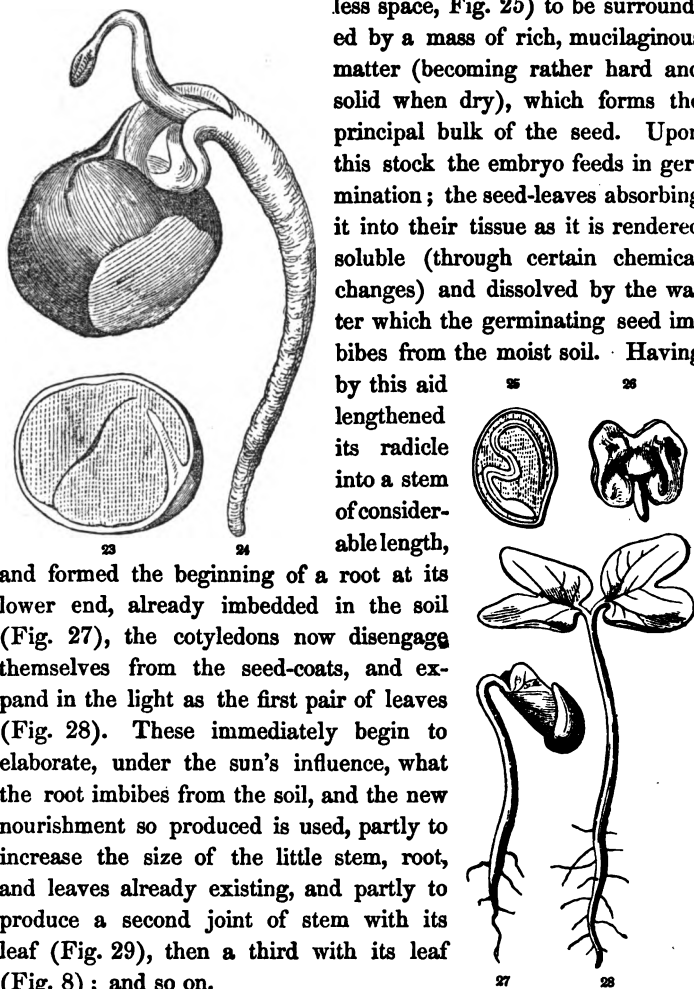 less space, Fig. 25) to be surround
ed by a mass of rich, mucilaginous
matter (becoming rather hard and
solid when dry), which forms the
principal bulk of the seed. Upon
this stock the embryo feeds in ger
mination; the seed-leaves absorbing
it into their tissue as it is rendered
soluble (through certain chemical
changes) and dissolved by the wa
ter which the germinating seed im
bibes from the moist soil. Having
by this aid
25 26
lengthened
its radicle
into a stem
of consider-
able length,
23 24
and formed the beginning of a root at its
lower end, already imbedded in the soil
(Fig. 27), the cotyledons now disengage
themselves from the seed-coats, and ex-
pand in the light as the first pair of leaves
(Fig. 28). These immediately begin to
elaborate, under the sun's influence, what
the root imbibes from the soil, and the new
nourishment so produced is used, partly to
increase the size of the little stem, root,
and leaves already existing, and partly to
produce a second joint of stem with its
leaf (Fig. 29), then a third with its leaf
(Fig. 8); and so on.
27 28